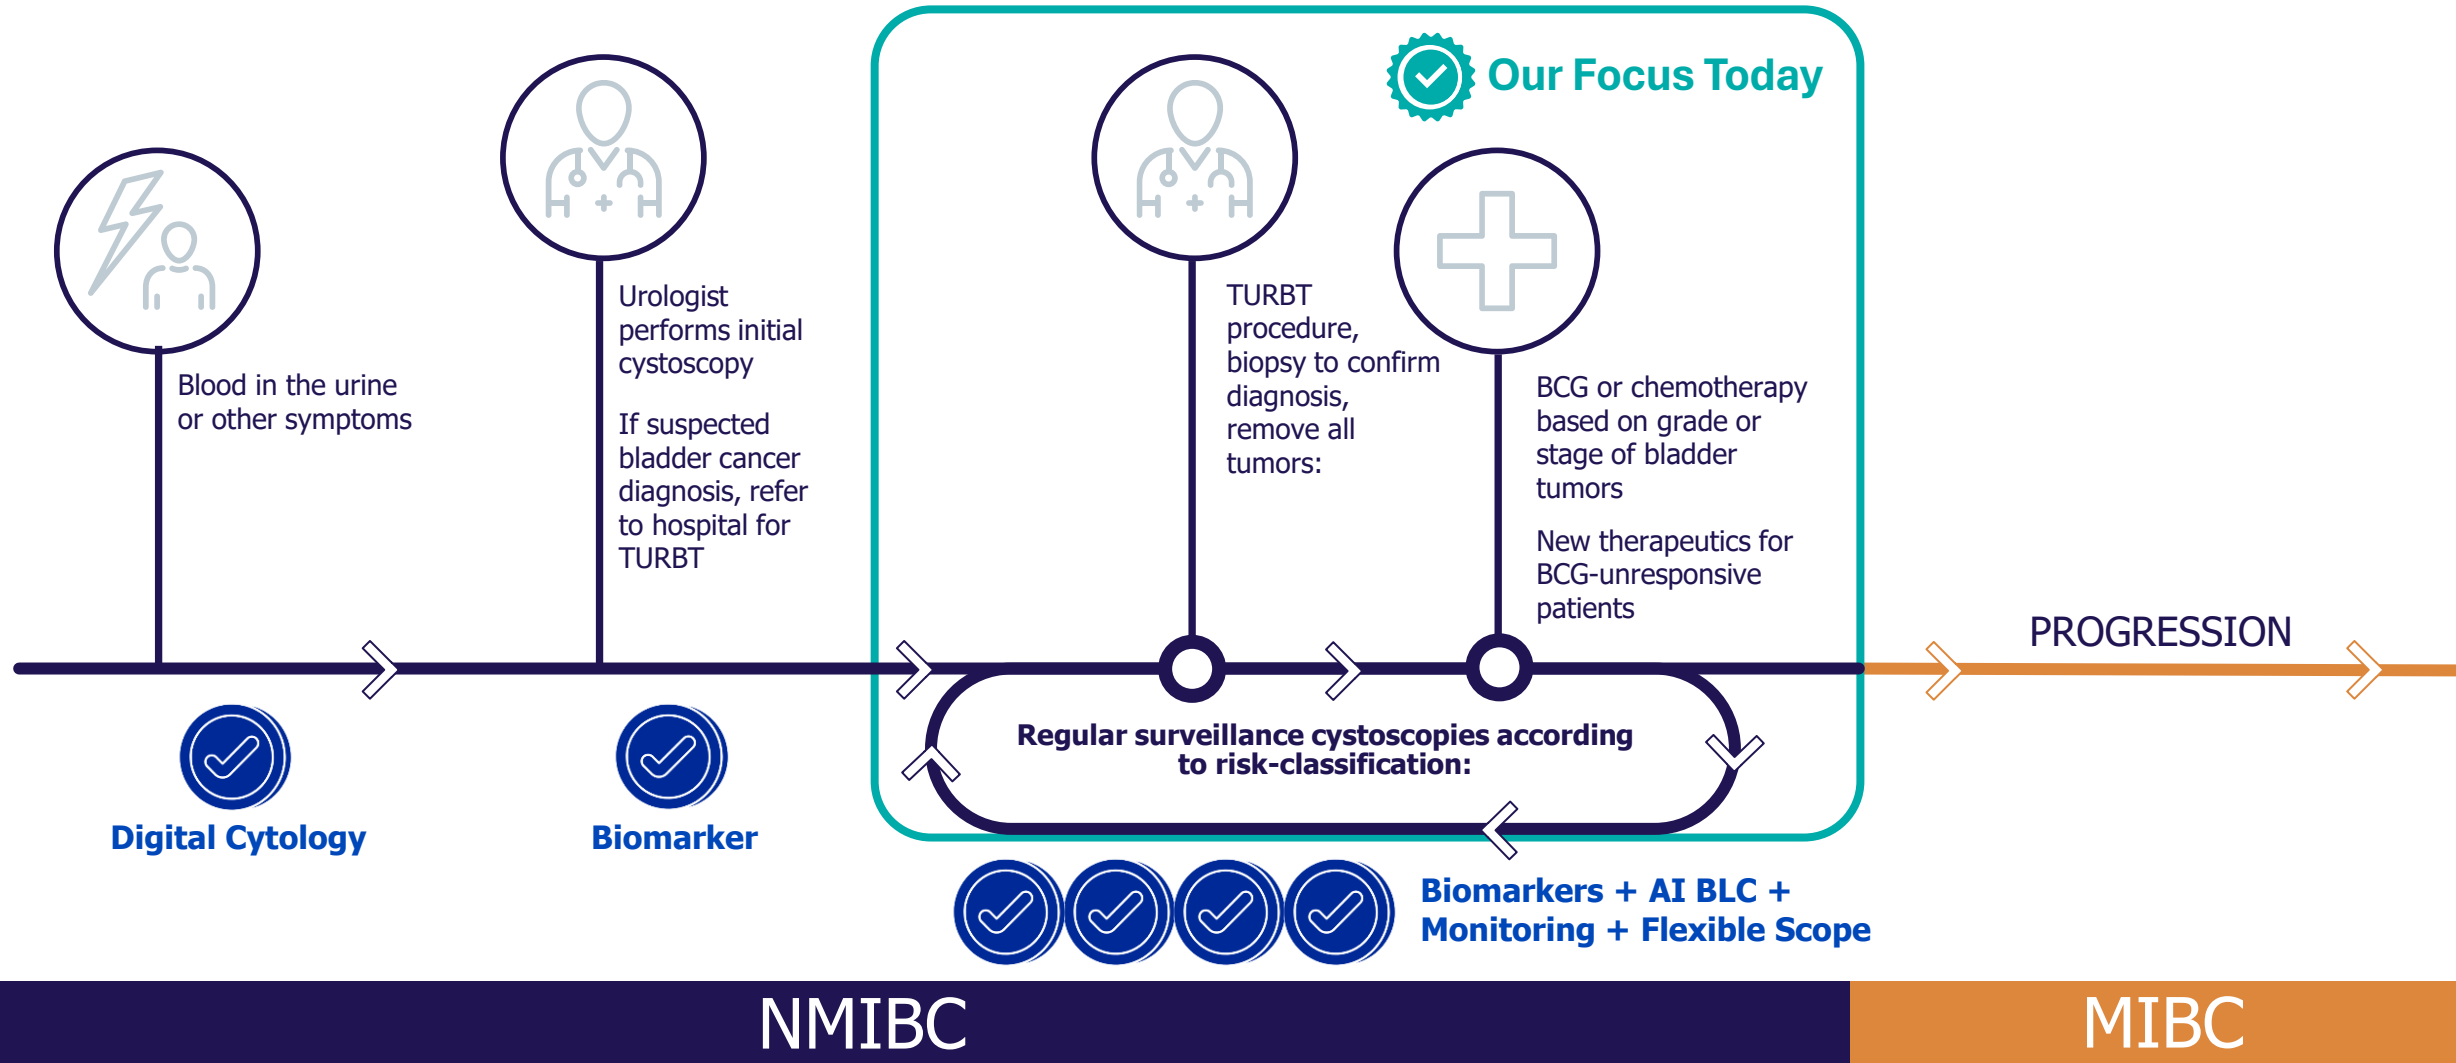 Our Focus Today
Blood in the urine
or other symptoms
Urologist
performs initial
cystoscopy
If suspected
bladder cancer
diagnosis, refer
to hospital for
TURBT
TURBT
procedure,
biopsy to confirm
diagnosis,
remove all
tumors:
BCG or chemotherapy
based on grade or
stage of bladder
tumors
New therapeutics for
BCG-unresponsive
patients
PROGRESSION
Regular surveillance cystoscopies according
to risk-classification:
Digital Cytology
Biomarker
Biomarkers + AI BLC +
Monitoring + Flexible Scope
NMIBC
MIBC